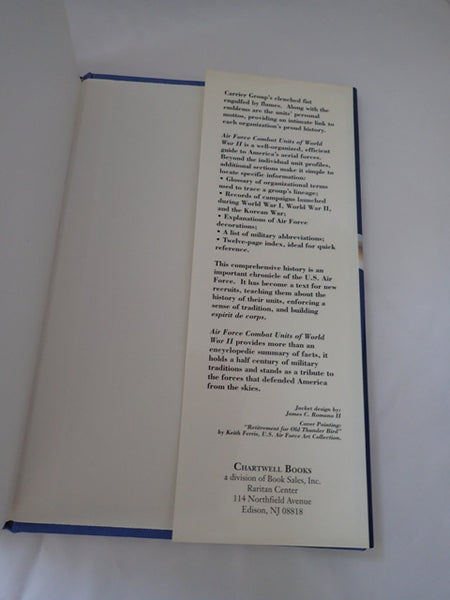 Carrier Group's clenched fist
engulfed by flames. Along with the
emblems are the units' personal
mottos, providing an intimate link to
each organization's proud history.
Air Force Combat Units of World
War II is a well-organized, efficient
guide to America's aerial forces.
Beyond the individual unit profiles,
additional sections make it simple to
locate specific information:
• Glossary of organizational terms
used to trace a group's lineage;
• Records of campaigns launched
during World War I, World War II,
and the Korean War;
• Explanations of Air Force
decorations;
• A list of military abbreviations;
• Twelve-page index, ideal for quick
reference.
This comprehensive history is an
important chronicle of the U.S. Air
Force. It has become a text for new
recruits, teaching them about the
history of their units, enforcing a
sense of tradition, and building
espirit de corps.
Air Force Combat Units of World
War II provides more than an
encyclopedic summary of facts, it
holds a half century of military
traditions and stands as a tribute to
the forces that defended America
from the skies.
Jacket design by:
James C. Romano II
Cover Painting:
"Retirement for Old Thunder Bird"
by Keith Ferris, U.S. Air Force Art Collection.
CHARTWELL BOOKS
a division of Book Sales, Inc.
Raritan Center
114 Northfield Avenue
Edison, NJ 08818